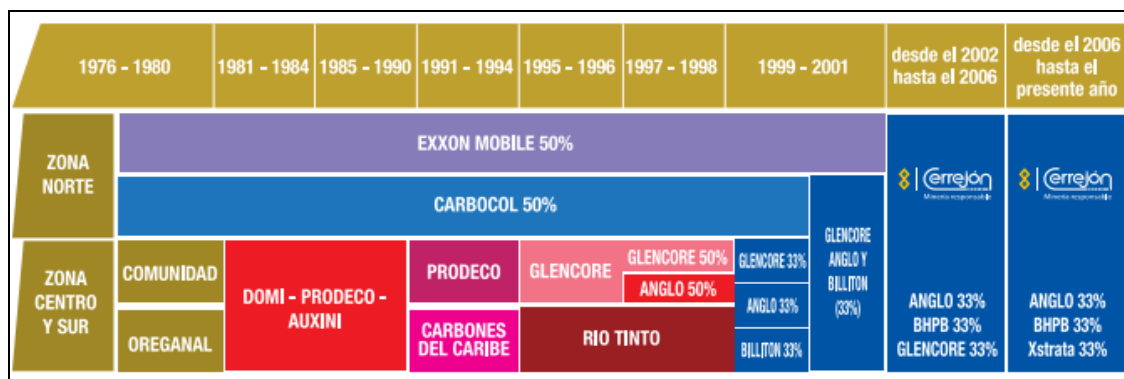 1976 - 1980
1981 - 1984
1985 - 1990
1991 - 1994
1995 - 1996
1997 - 1998
1999 - 2001
desde el 2002
hasta el 2006
desde el 2006
hasta el
presente año
ZONA
NORTE
EXXON MOBILE 50%
CARBOCOL 50%
GLENCORE
ANGLO Y
BILLITON
(33%)
ZONA
CENTRO
Y SUR
COMUNIDAD
OREGANAL
DOMI - PRODECO -
AUXINI
PRODECO
CARBONES
DEL CARIBE
GLENCORE
GLENCORE 50%
ANGLO 50%
RIO TINTO
GLENCORE 33%
ANGLO 33%
BILLITON 33%
Cerrejón
Minería responsable
ANGLO 33%
BHPB 33%
GLENCORE 33%
Cerrejón
Minería responsable
ANGLO 33%
BHPB 33%
Xstrata 33%